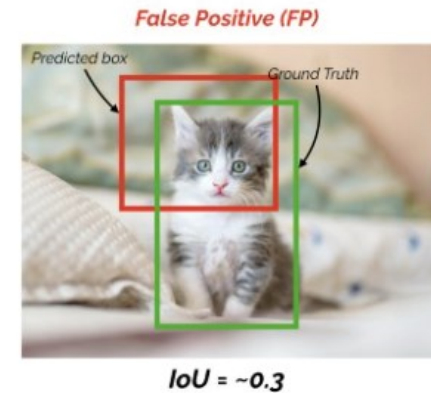 False Positive (FP)
Predicted box
Ground Truth
IoU = ~0.3